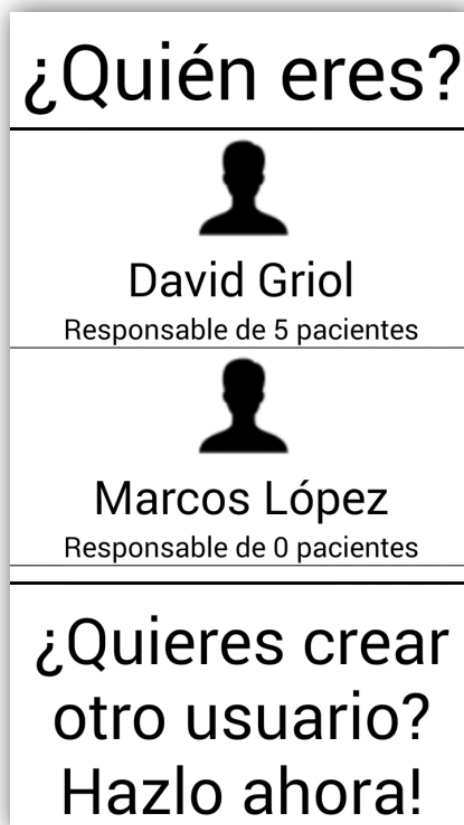 ¿Quién eres?
David Griol
Responsable de 5 pacientes
Marcos López
Responsable de 0 pacientes
¿Quieres crear
otro usuario?
Hazlo ahora!